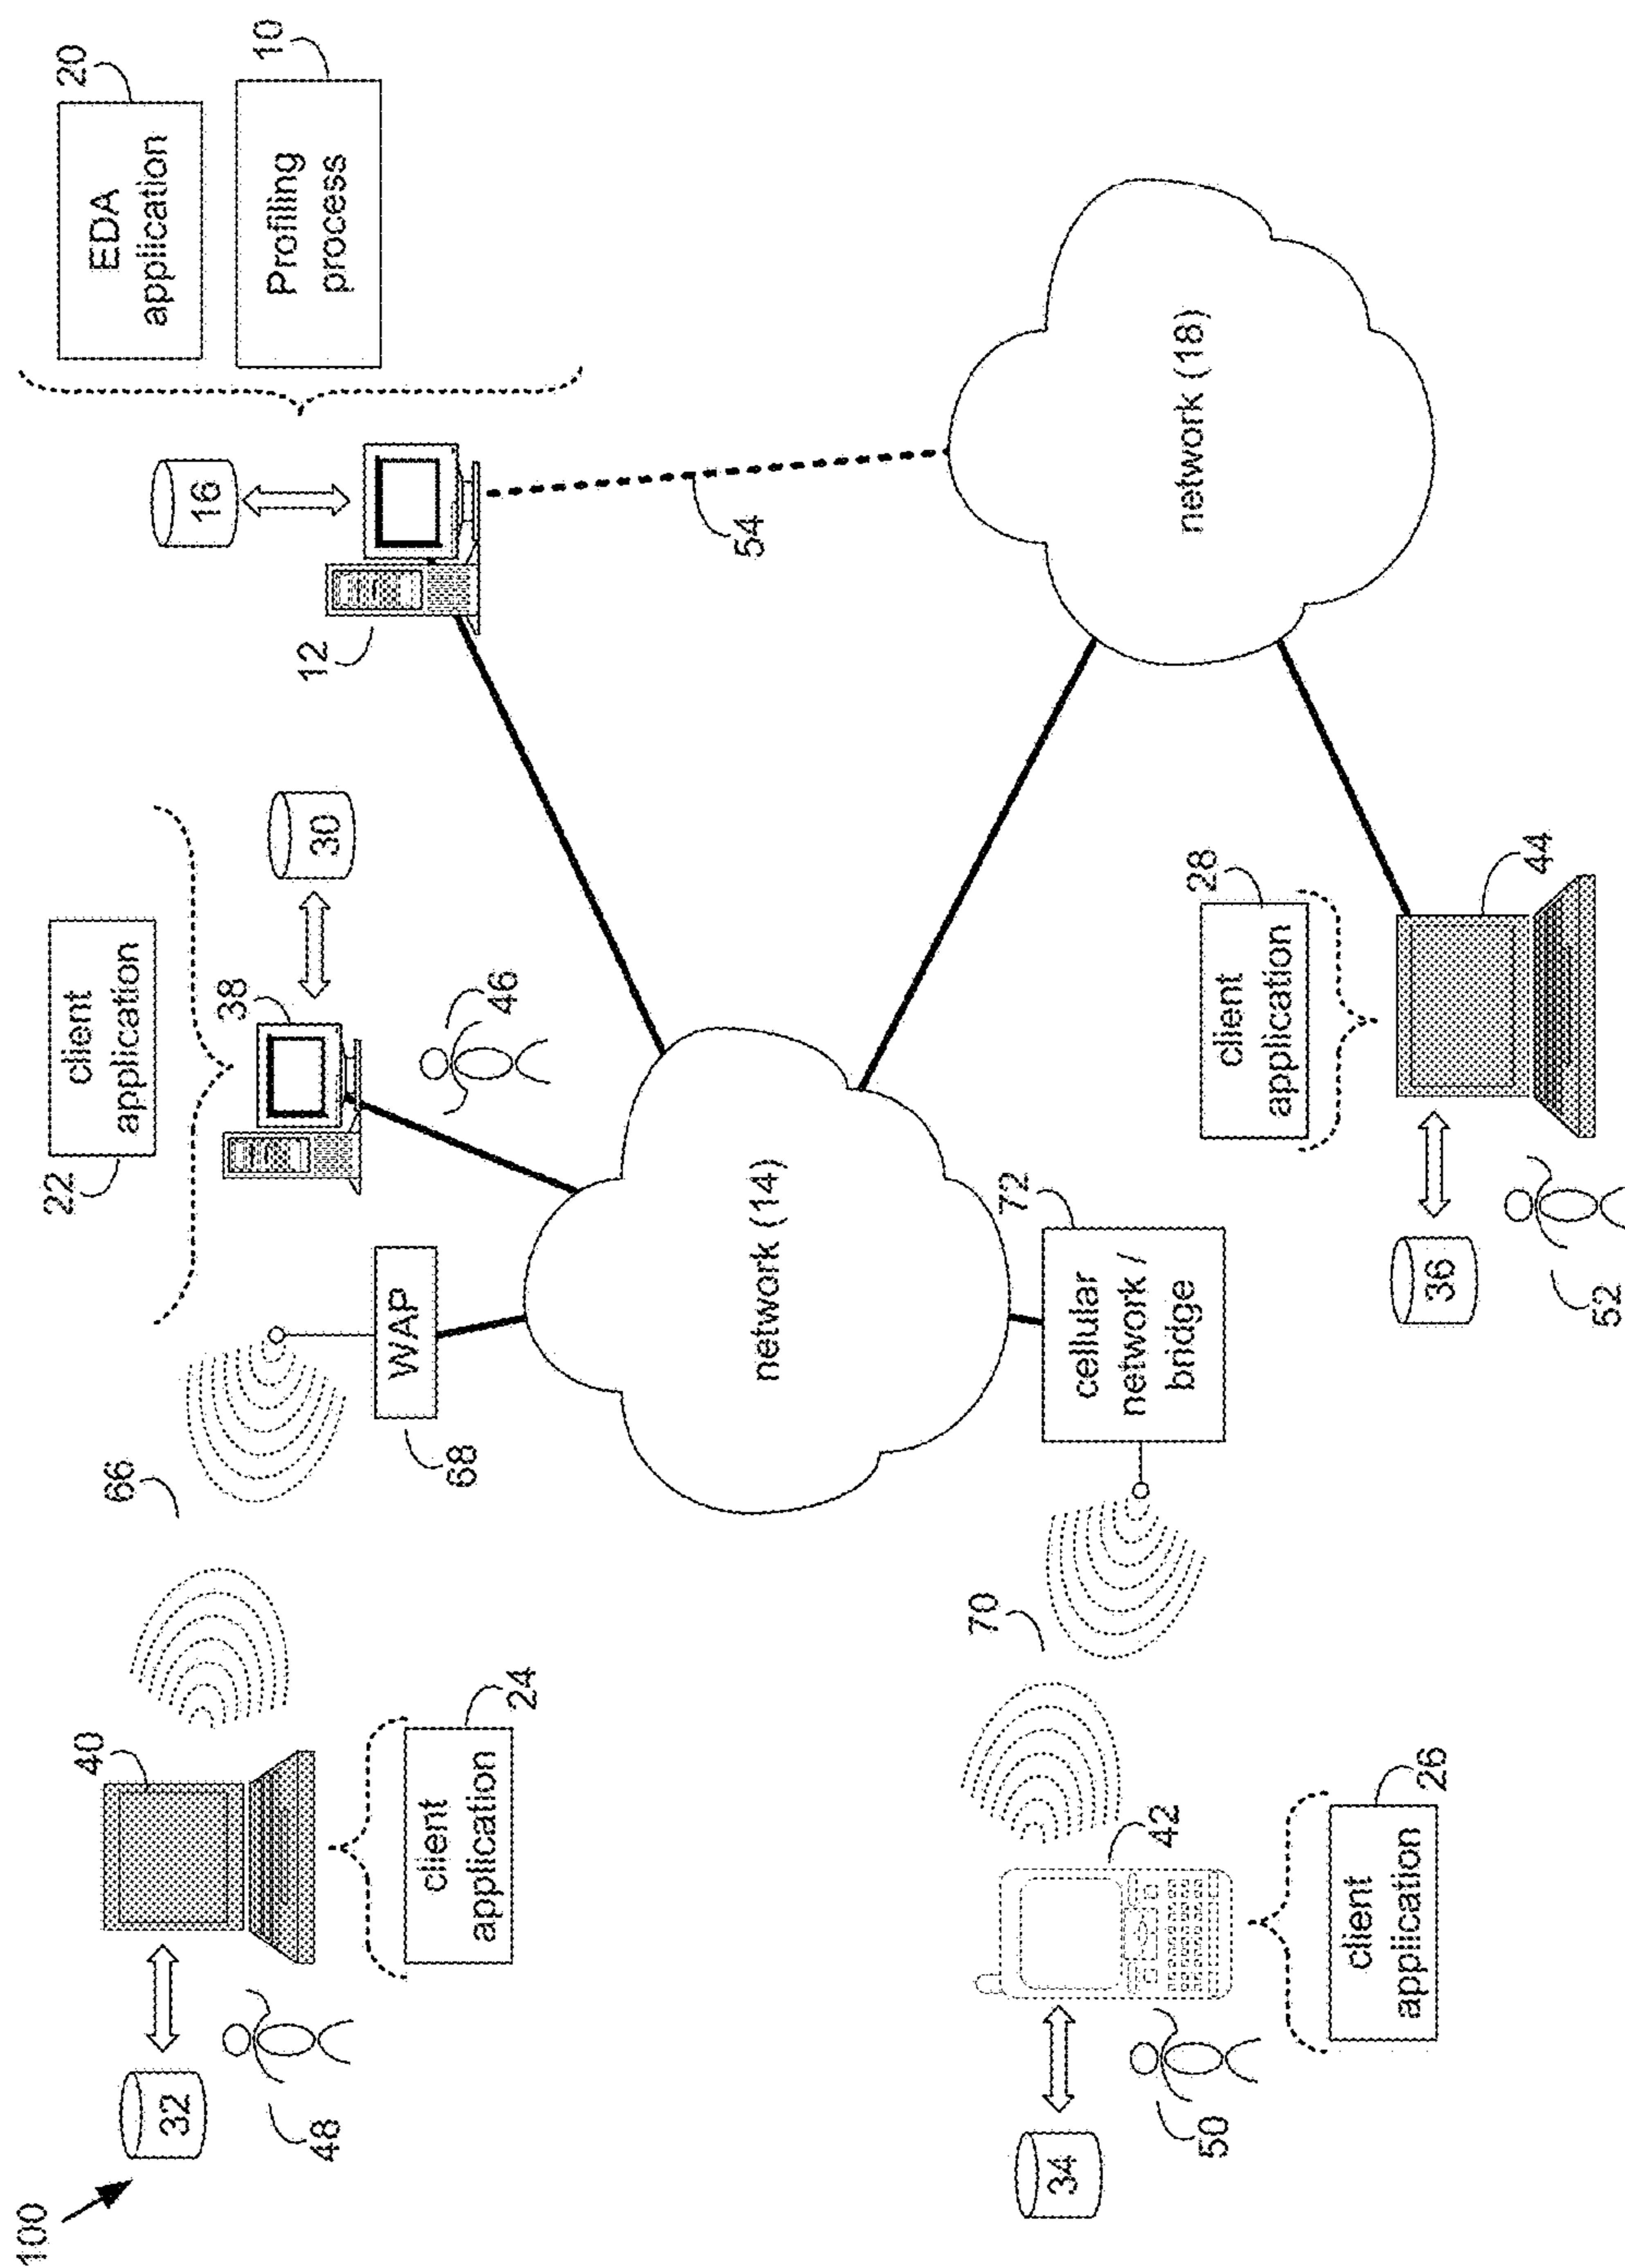 100
32
48
40
client
application
24
66
68
WAP
22
client
application
38
30
46
12
16
EDA
application
20
Profiling
process
10
54
network (14)
network (18)
34
50
42
client
application
26
70
72
cellular
network /
bridge
36
52
client
application
28
44